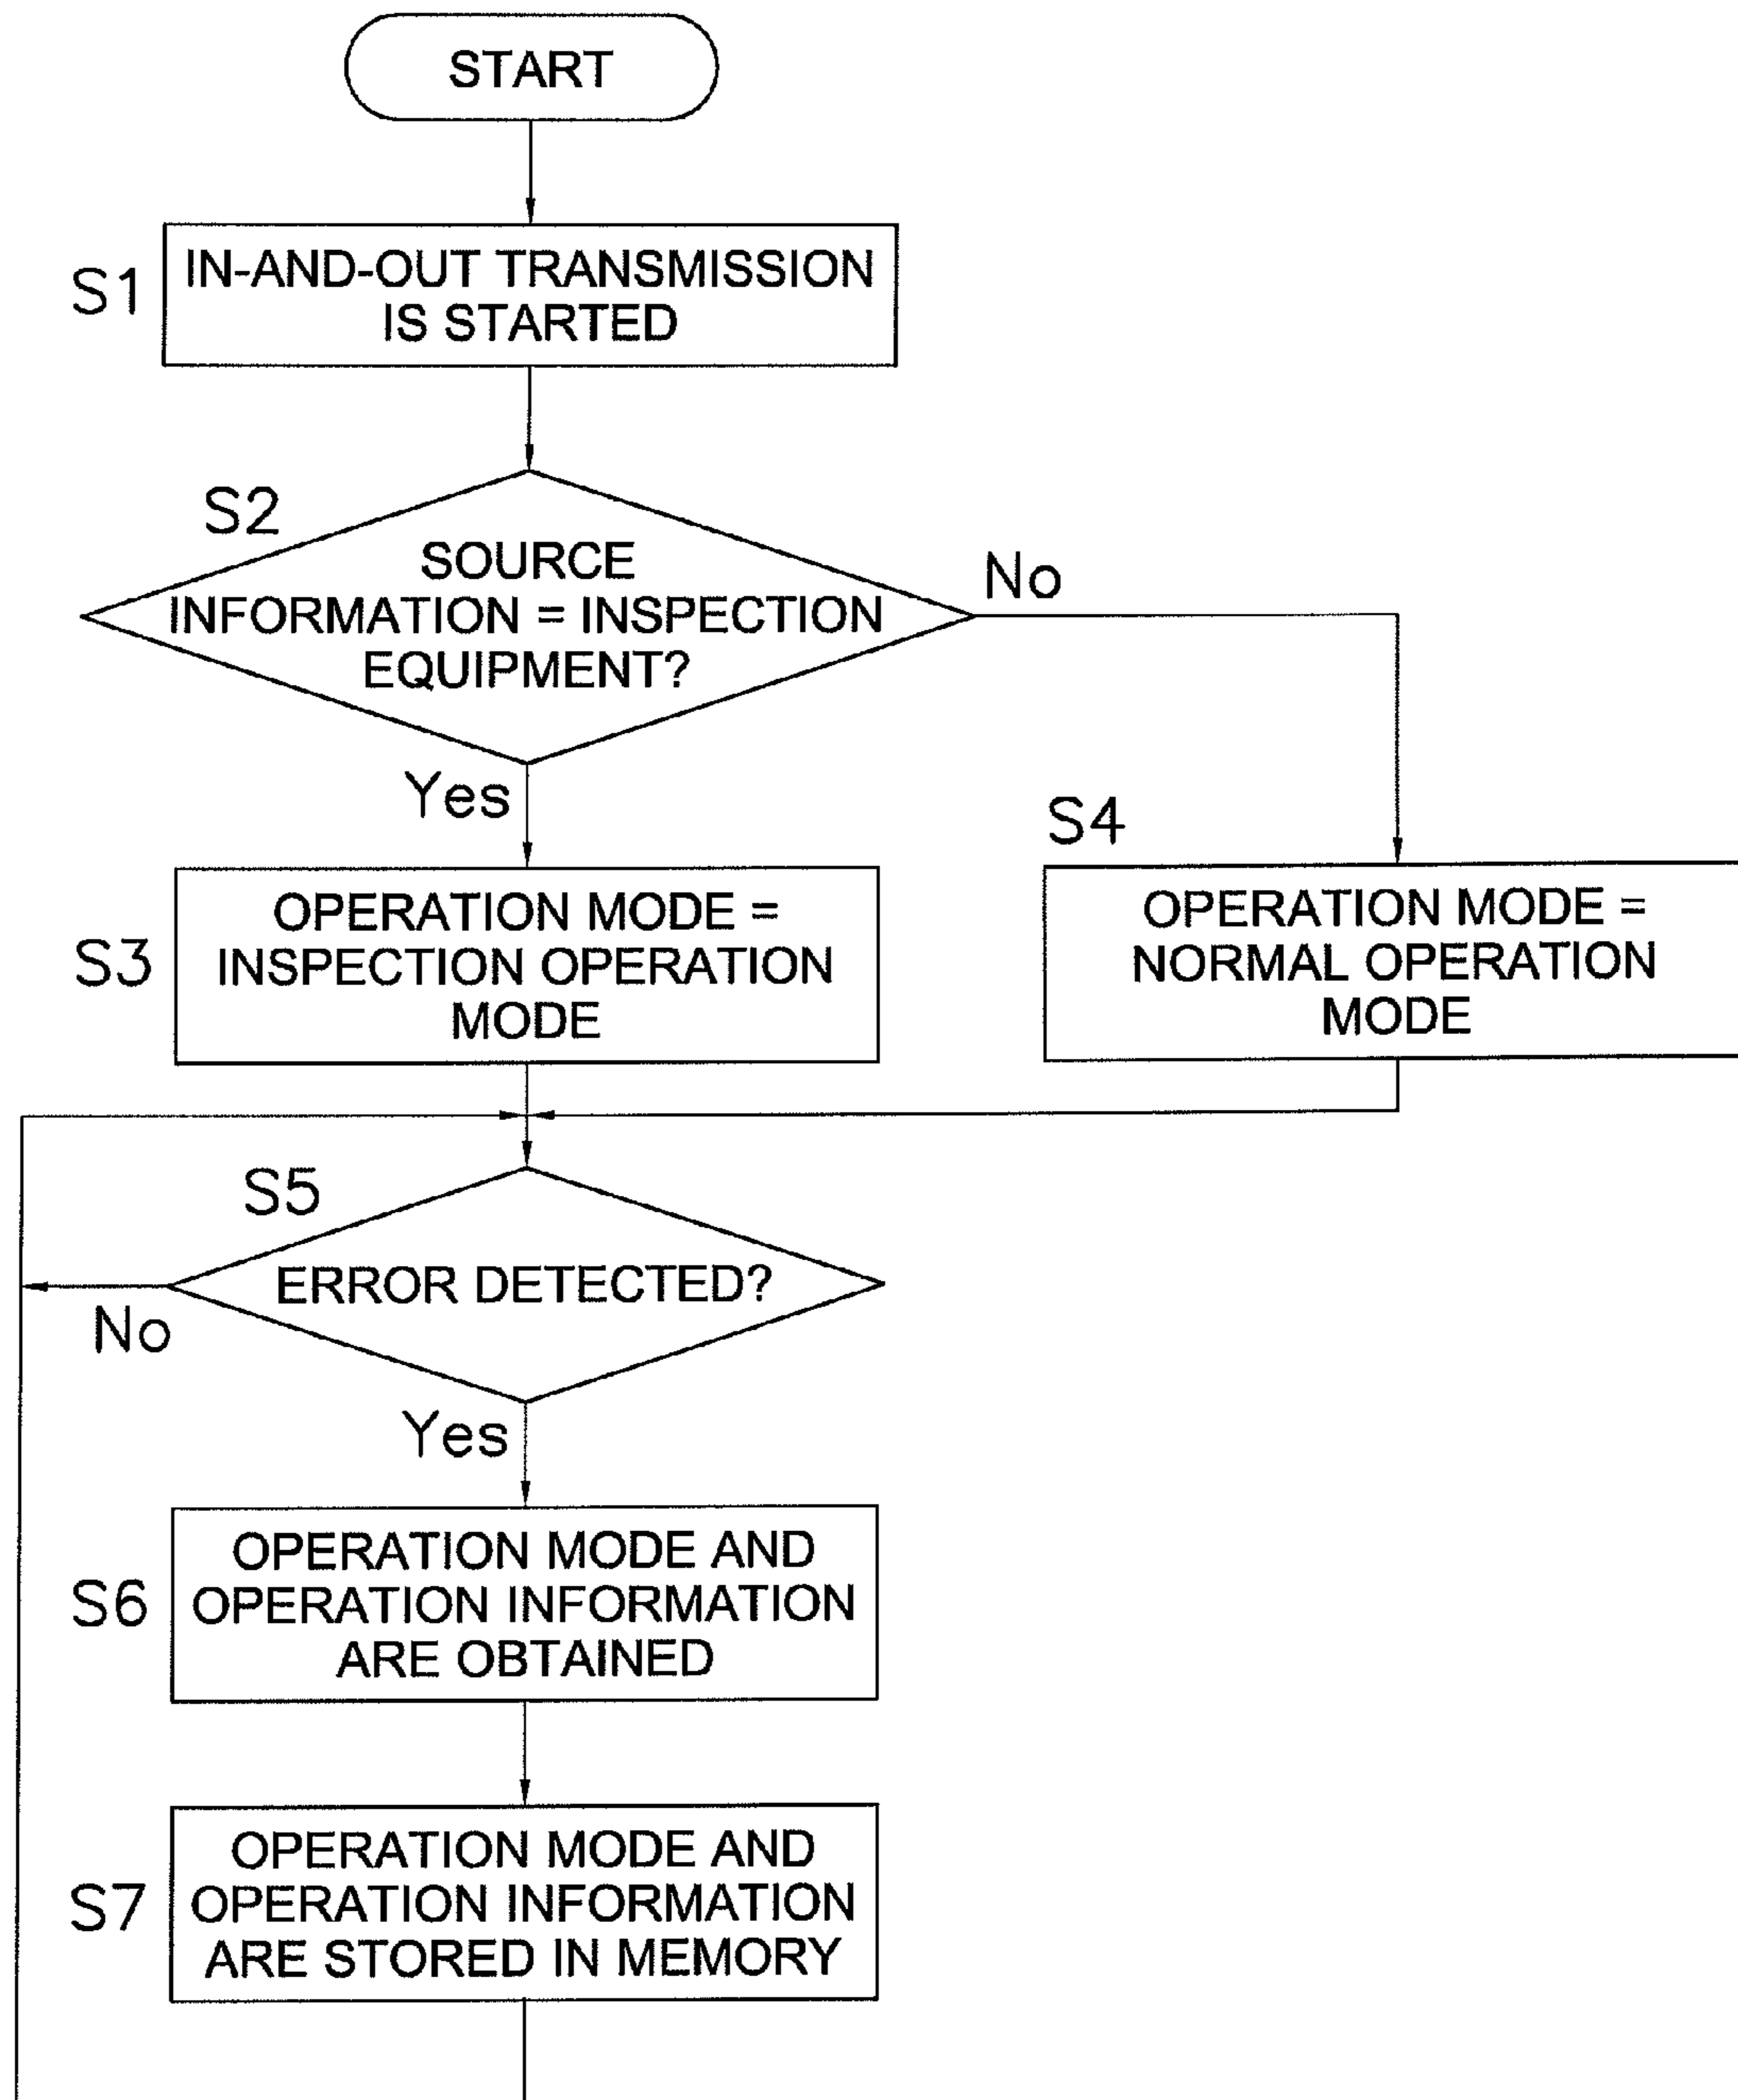 START
S1
IN-AND-OUT TRANSMISSION
IS STARTED
S2
SOURCE
INFORMATION = INSPECTION
EQUIPMENT?
No
Yes
S3
OPERATION MODE =
INSPECTION OPERATION
MODE
S4
OPERATION MODE =
NORMAL OPERATION
MODE
S5
ERROR DETECTED?
No
Yes
S6
OPERATION MODE AND
OPERATION INFORMATION
ARE OBTAINED
S7
OPERATION MODE AND
OPERATION INFORMATION
ARE STORED IN MEMORY